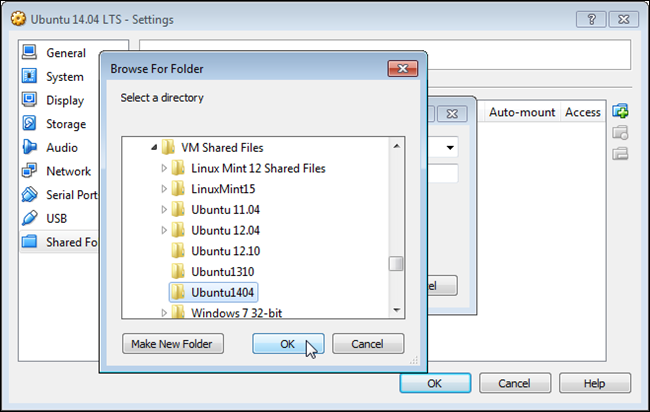 Ubuntu 14.04 LTS - Settings
General
System
Display
Storage
Audio
Network
Serial Ports
USB
Shared Fo
Browse For Folder
Select a directory
VM Shared Files
Linux Mint 12 Shared Files
LinuxMint15
Ubuntu 11.04
Ubuntu 12.04
Ubuntu 12.10
Ubuntu1310
Ubuntu1404
Windows 7 32-bit
Make New Folder
OK
Cancel
Auto-mount
Access
el
OK
Cancel
Help